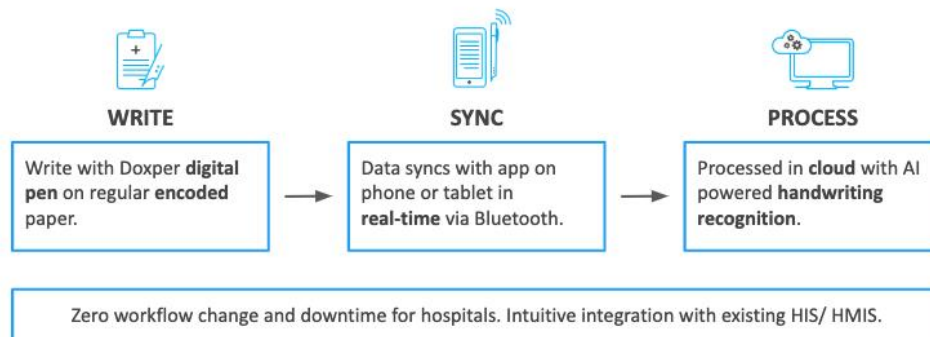 WRITE
Write with Doxper digital
pen on regular encoded
paper.
SYNC
Data syncs with app on
phone or tablet in
real-time via Bluetooth.
PROCESS
Processed in cloud with AI
powered handwriting
recognition.
Zero workflow change and downtime for hospitals. Intuitive integration with existing HIS/ HMIS.